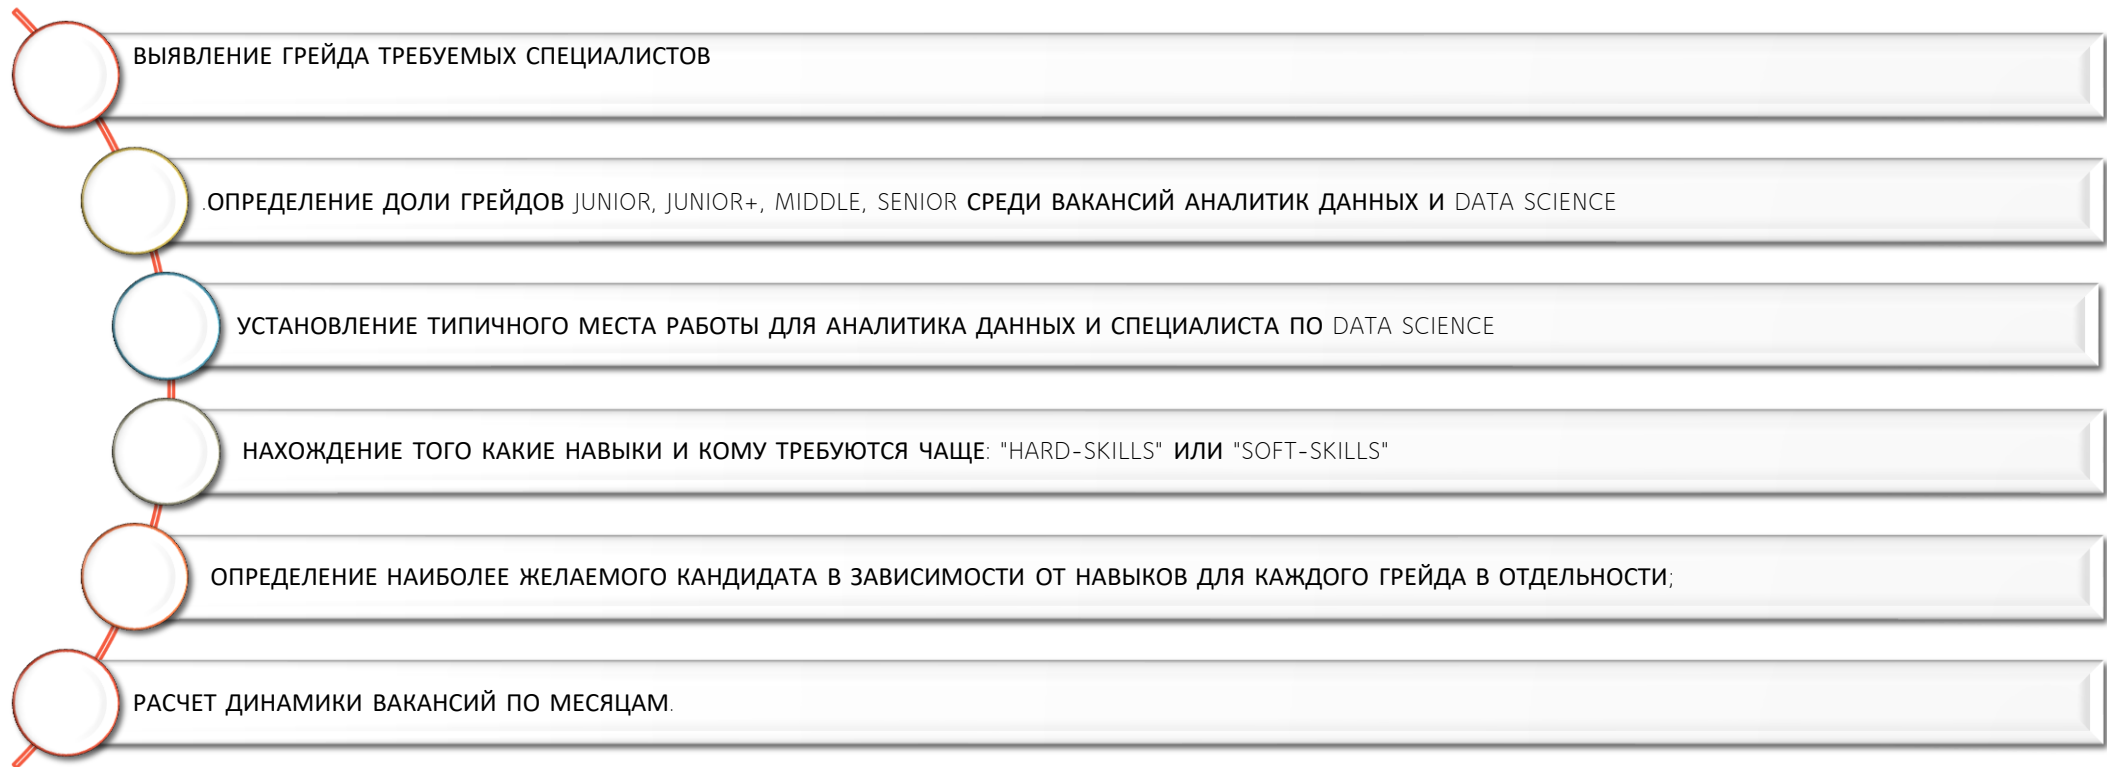 ВЫЯВЛЕНИЕ ГРЕЙДА ТРЕБУЕМЫХ СПЕЦИАЛИСТОВ
.ОПРЕДЕЛЕНИЕ ДОЛИ ГРЕЙДОВ JUNIOR, JUNIOR+, MIDDLE, SENIOR СРЕДИ ВАКАНСИЙ АНАЛИТИК ДАННЫХ И DATA SCIENCE
УСТАНОВЛЕНИЕ ТИПИЧНОГО МЕСТА РАБОТЫ ДЛЯ АНАЛИТИКА ДАННЫХ И СПЕЦИАЛИСТА ПО DATA SCIENCE
НАХОЖДЕНИЕ ТОГО КАКИЕ НАВЫКИ И КОМУ ТРЕБУЮТСЯ ЧАЩЕ: "HARD-SKILLS" ИЛИ "SOFT-SKILLS"
ОПРЕДЕЛЕНИЕ НАИБОЛЕЕ ЖЕЛАЕМОГО КАНДИДАТА В ЗАВИСИМОСТИ ОТ НАВЫКОВ ДЛЯ КАЖДОГО ГРЕЙДА В ОТДЕЛЬНОСТИ;
РАСЧЕТ ДИНАМИКИ ВАКАНСИЙ ПО МЕСЯЦАМ.